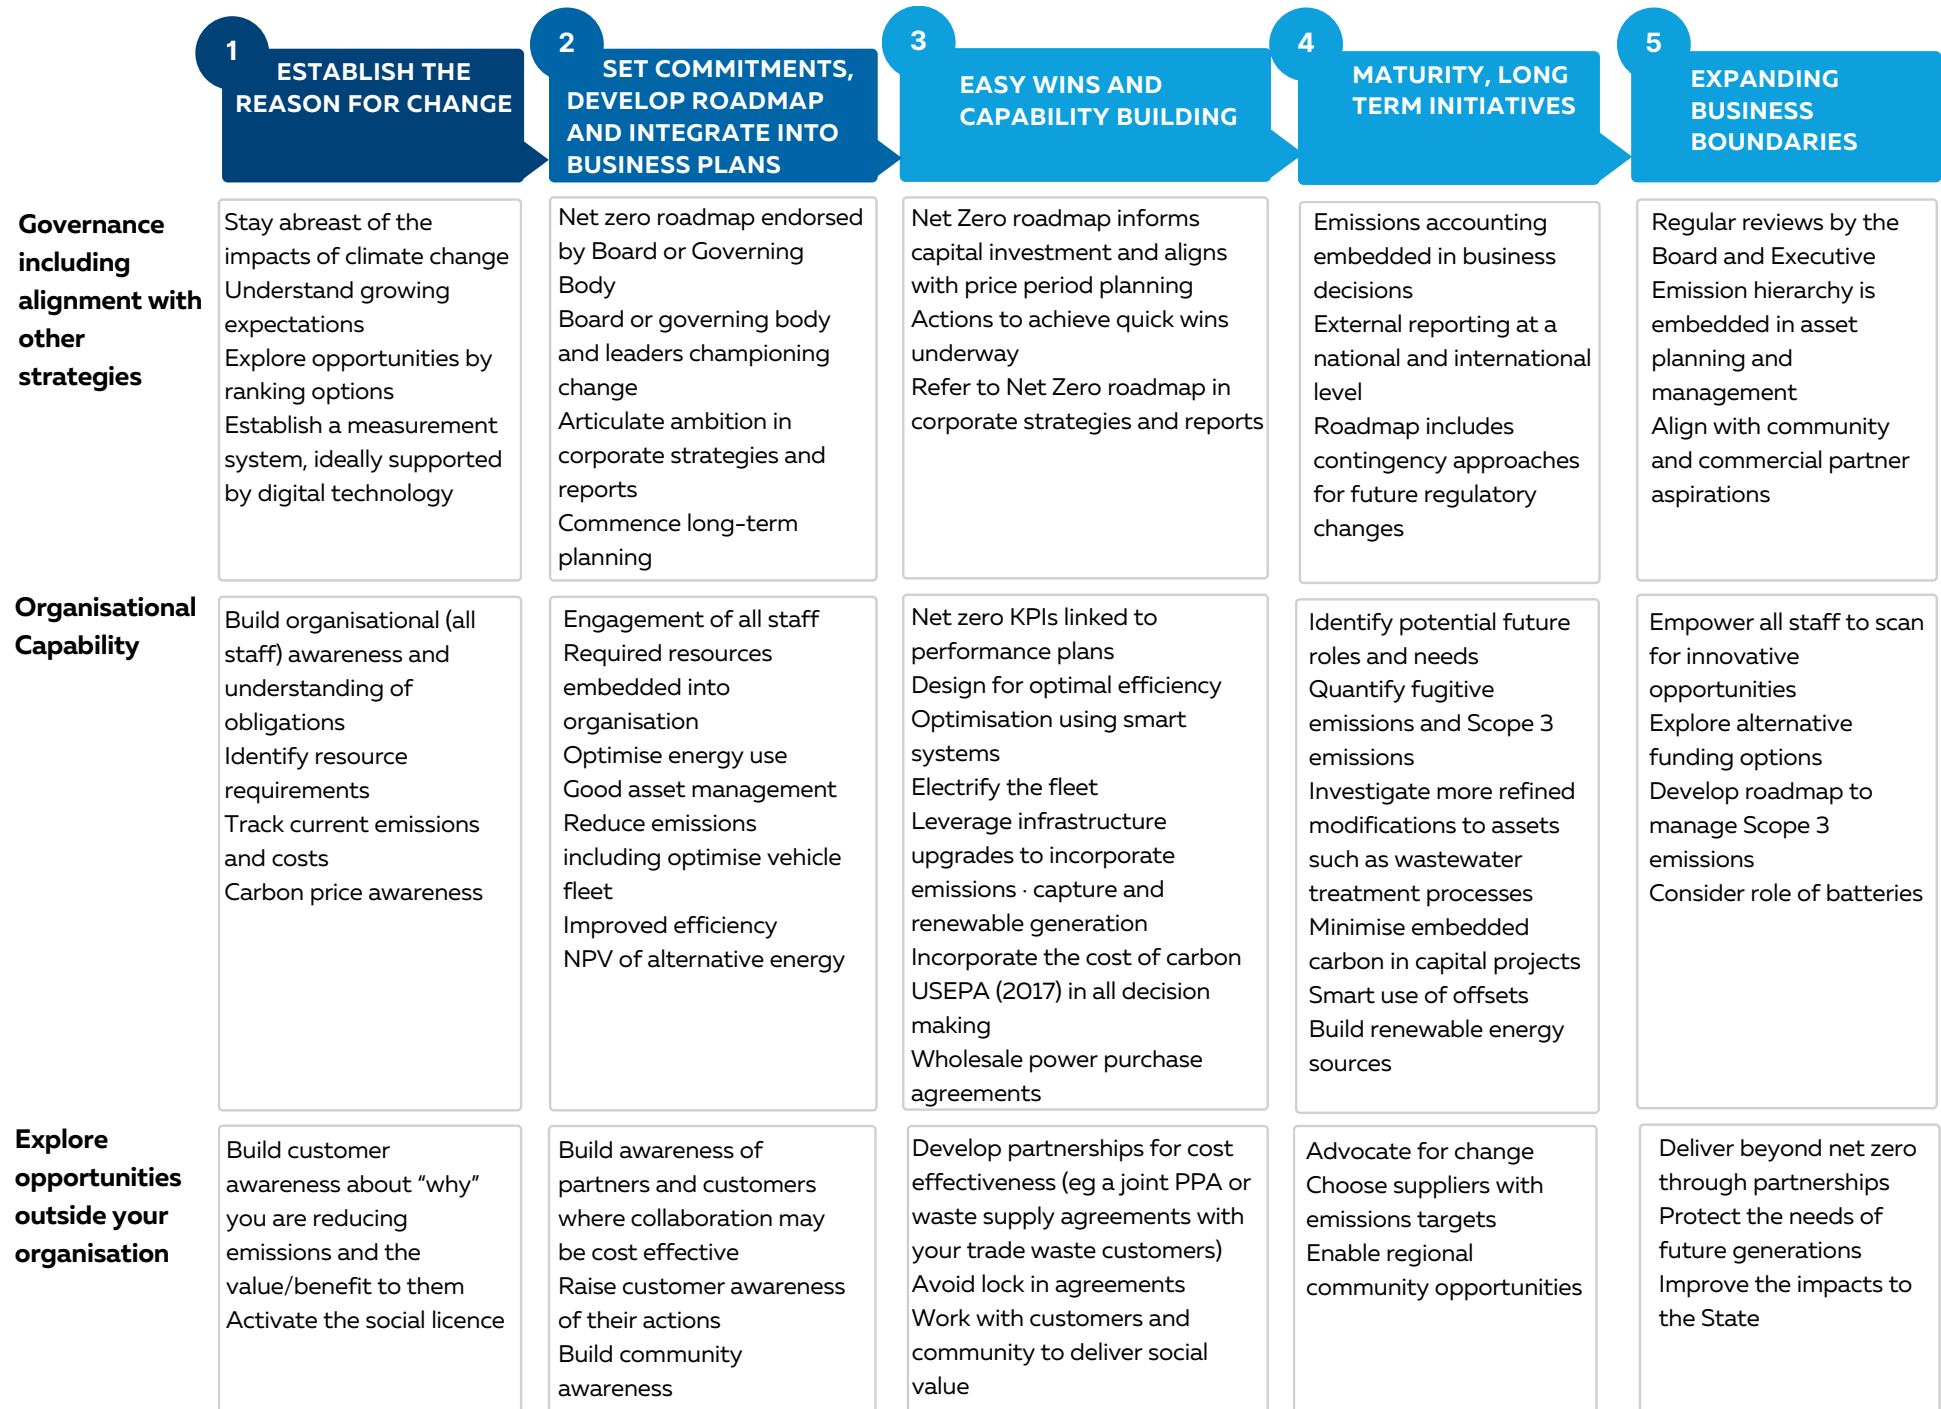 1
ESTABLISH THE
REASON FOR CHANGE
2
SET COMMITMENTS,
DEVELOP ROADMAP
AND INTEGRATE INTO
BUSINESS PLANS
3
EASY WINS AND
CAPABILITY BUILDING
4
MATURITY, LONG
TERM INITIATIVES
5
EXPANDING
BUSINESS
BOUNDARIES
Governance
including
alignment with
other
strategies
Stay abreast of the
impacts of climate change
Understand growing
expectations
Explore opportunities by
ranking options
Establish a measurement
system, ideally supported
by digital technology
Net zero roadmap endorsed
by Board or Governing
Body
Board or governing body
and leaders championing
change
Articulate ambition in
corporate strategies and
reports
Commence long-term
planning
Net Zero roadmap informs
capital investment and aligns
with price period planning
Actions to achieve quick wins
underway
Refer to Net Zero roadmap in
corporate strategies and reports
Emissions accounting
embedded in business
decisions
External reporting at a
national and international
level
Roadmap includes
contingency approaches
for future regulatory
changes
Regular reviews by the
Board and Executive
Emission hierarchy is
embedded in asset
planning and
management
Align with community
and commercial partner
aspirations
Organisational
Capability
Build organisational (all
staff) awareness and
understanding of
obligations
Identify resource
requirements
Track current emissions
and costs
Carbon price awareness
Engagement of all staff
Required resources
embedded into
organisation
Optimise energy use
Good asset management
Reduce emissions
including optimise vehicle
fleet
Improved efficiency
NPV of alternative energy
Net zero KPIs linked to
performance plans
Design for optimal efficiency
Optimisation using smart
systems
Electrify the fleet
Leverage infrastructure
upgrades to incorporate
emissions · capture and
renewable generation
Incorporate the cost of carbon
USEPA (2017) in all decision
making
Wholesale power purchase
agreements
Identify potential future
roles and needs
Quantify fugitive
emissions and Scope 3
emissions
Investigate more refined
modifications to assets
such as wastewater
treatment processes
Minimise embedded
carbon in capital projects
Smart use of offsets
Build renewable energy
sources
Empower all staff to scan
for innovative
opportunities
Explore alternative
funding options
Develop roadmap to
manage Scope 3
emissions
Consider role of batteries
Explore
opportunities
outside your
organisation
Build customer
awareness about “why”
you are reducing
emissions and the
value/benefit to them
Activate the social licence
Build awareness of
partners and customers
where collaboration may
be cost effective
Raise customer awareness
of their actions
Build community
awareness
Develop partnerships for cost
effectiveness (eg a joint PPA or
waste supply agreements with
your trade waste customers)
Avoid lock in agreements
Work with customers and
community to deliver social
value
Advocate for change
Choose suppliers with
emissions targets
Enable regional
community opportunities
Deliver beyond net zero
through partnerships
Protect the needs of
future generations
Improve the impacts to
the State